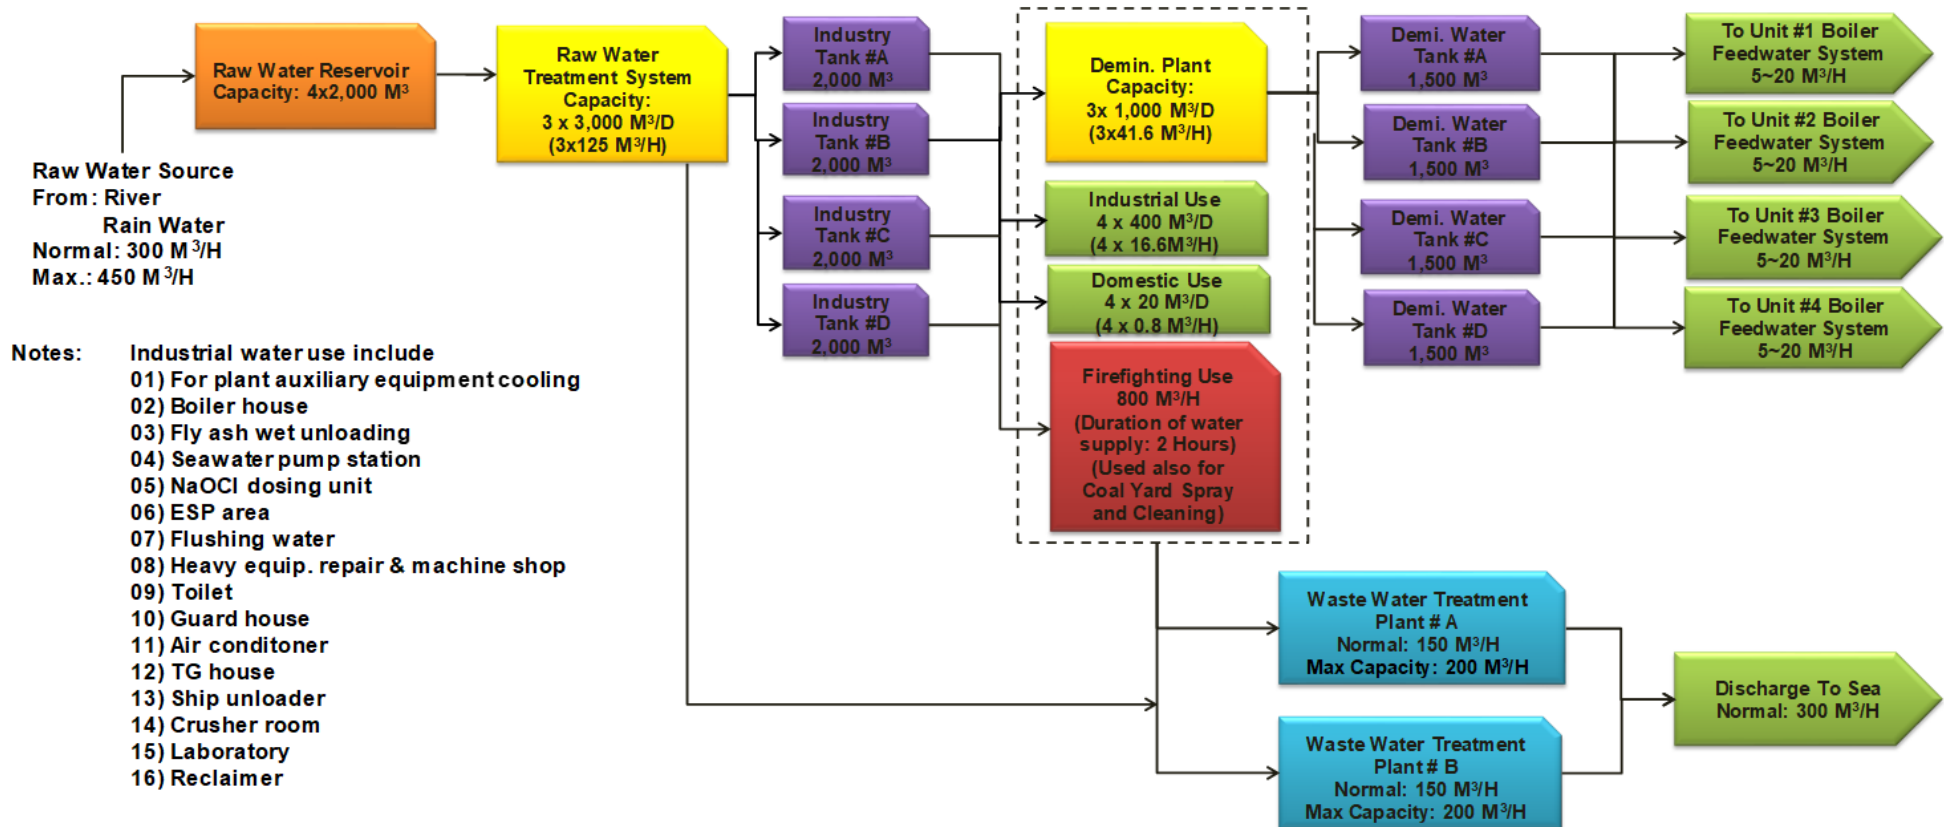 Raw Water Source
From: River
Rain Water
Normal: 300 M³/H
Max.: 450 M³/H
Raw Water Reservoir
Capacity: 4x2,000 M³
Raw Water
Treatment System
Capacity:
3 x 3,000 M³/D
(3x125 M³/H)
Industry
Tank #A
2,000 M³
Industry
Tank #B
2,000 M³
Industry
Tank #C
2,000 M³
Industry
Tank #D
2,000 M³
Demin. Plant
Capacity:
3x 1,000 M³/D
(3x41.6 M³/H)
Industrial Use
4 x 400 M³/D
(4 x 16.6M³/H)
Domestic Use
4 x 20 M³/D
(4 x 0.8 M³/H)
Firefighting Use
800 M³/H
(Duration of water
supply: 2 Hours)
(Used also for
Coal Yard Spray
and Cleaning)
Demi. Water
Tank #A
1,500 M³
Demi. Water
Tank #B
1,500 M³
Demi. Water
Tank #C
1,500 M³
Demi. Water
Tank #D
1,500 M³
To Unit #1 Boiler
Feedwater System
5~20 M³/H
To Unit #2 Boiler
Feedwater System
5~20 M³/H
To Unit #3 Boiler
Feedwater System
5~20 M³/H
To Unit #4 Boiler
Feedwater System
5~20 M³/H
Notes: Industrial water use include
01) For plant auxiliary equipment cooling
02) Boiler house
03) Fly ash wet unloading
04) Seawater pump station
05) NaOCl dosing unit
06) ESP area
07) Flushing water
08) Heavy equip. repair & machine shop
09) Toilet
10) Guard house
11) Air conditoner
12) TG house
13) Ship unloader
14) Crusher room
15) Laboratory
16) Reclaimer
Waste Water Treatment
Plant # A
Normal: 150 M³/H
Max Capacity: 200 M³/H
Waste Water Treatment
Plant # B
Normal: 150 M³/H
Max Capacity: 200 M³/H
Discharge To Sea
Normal: 300 M³/H